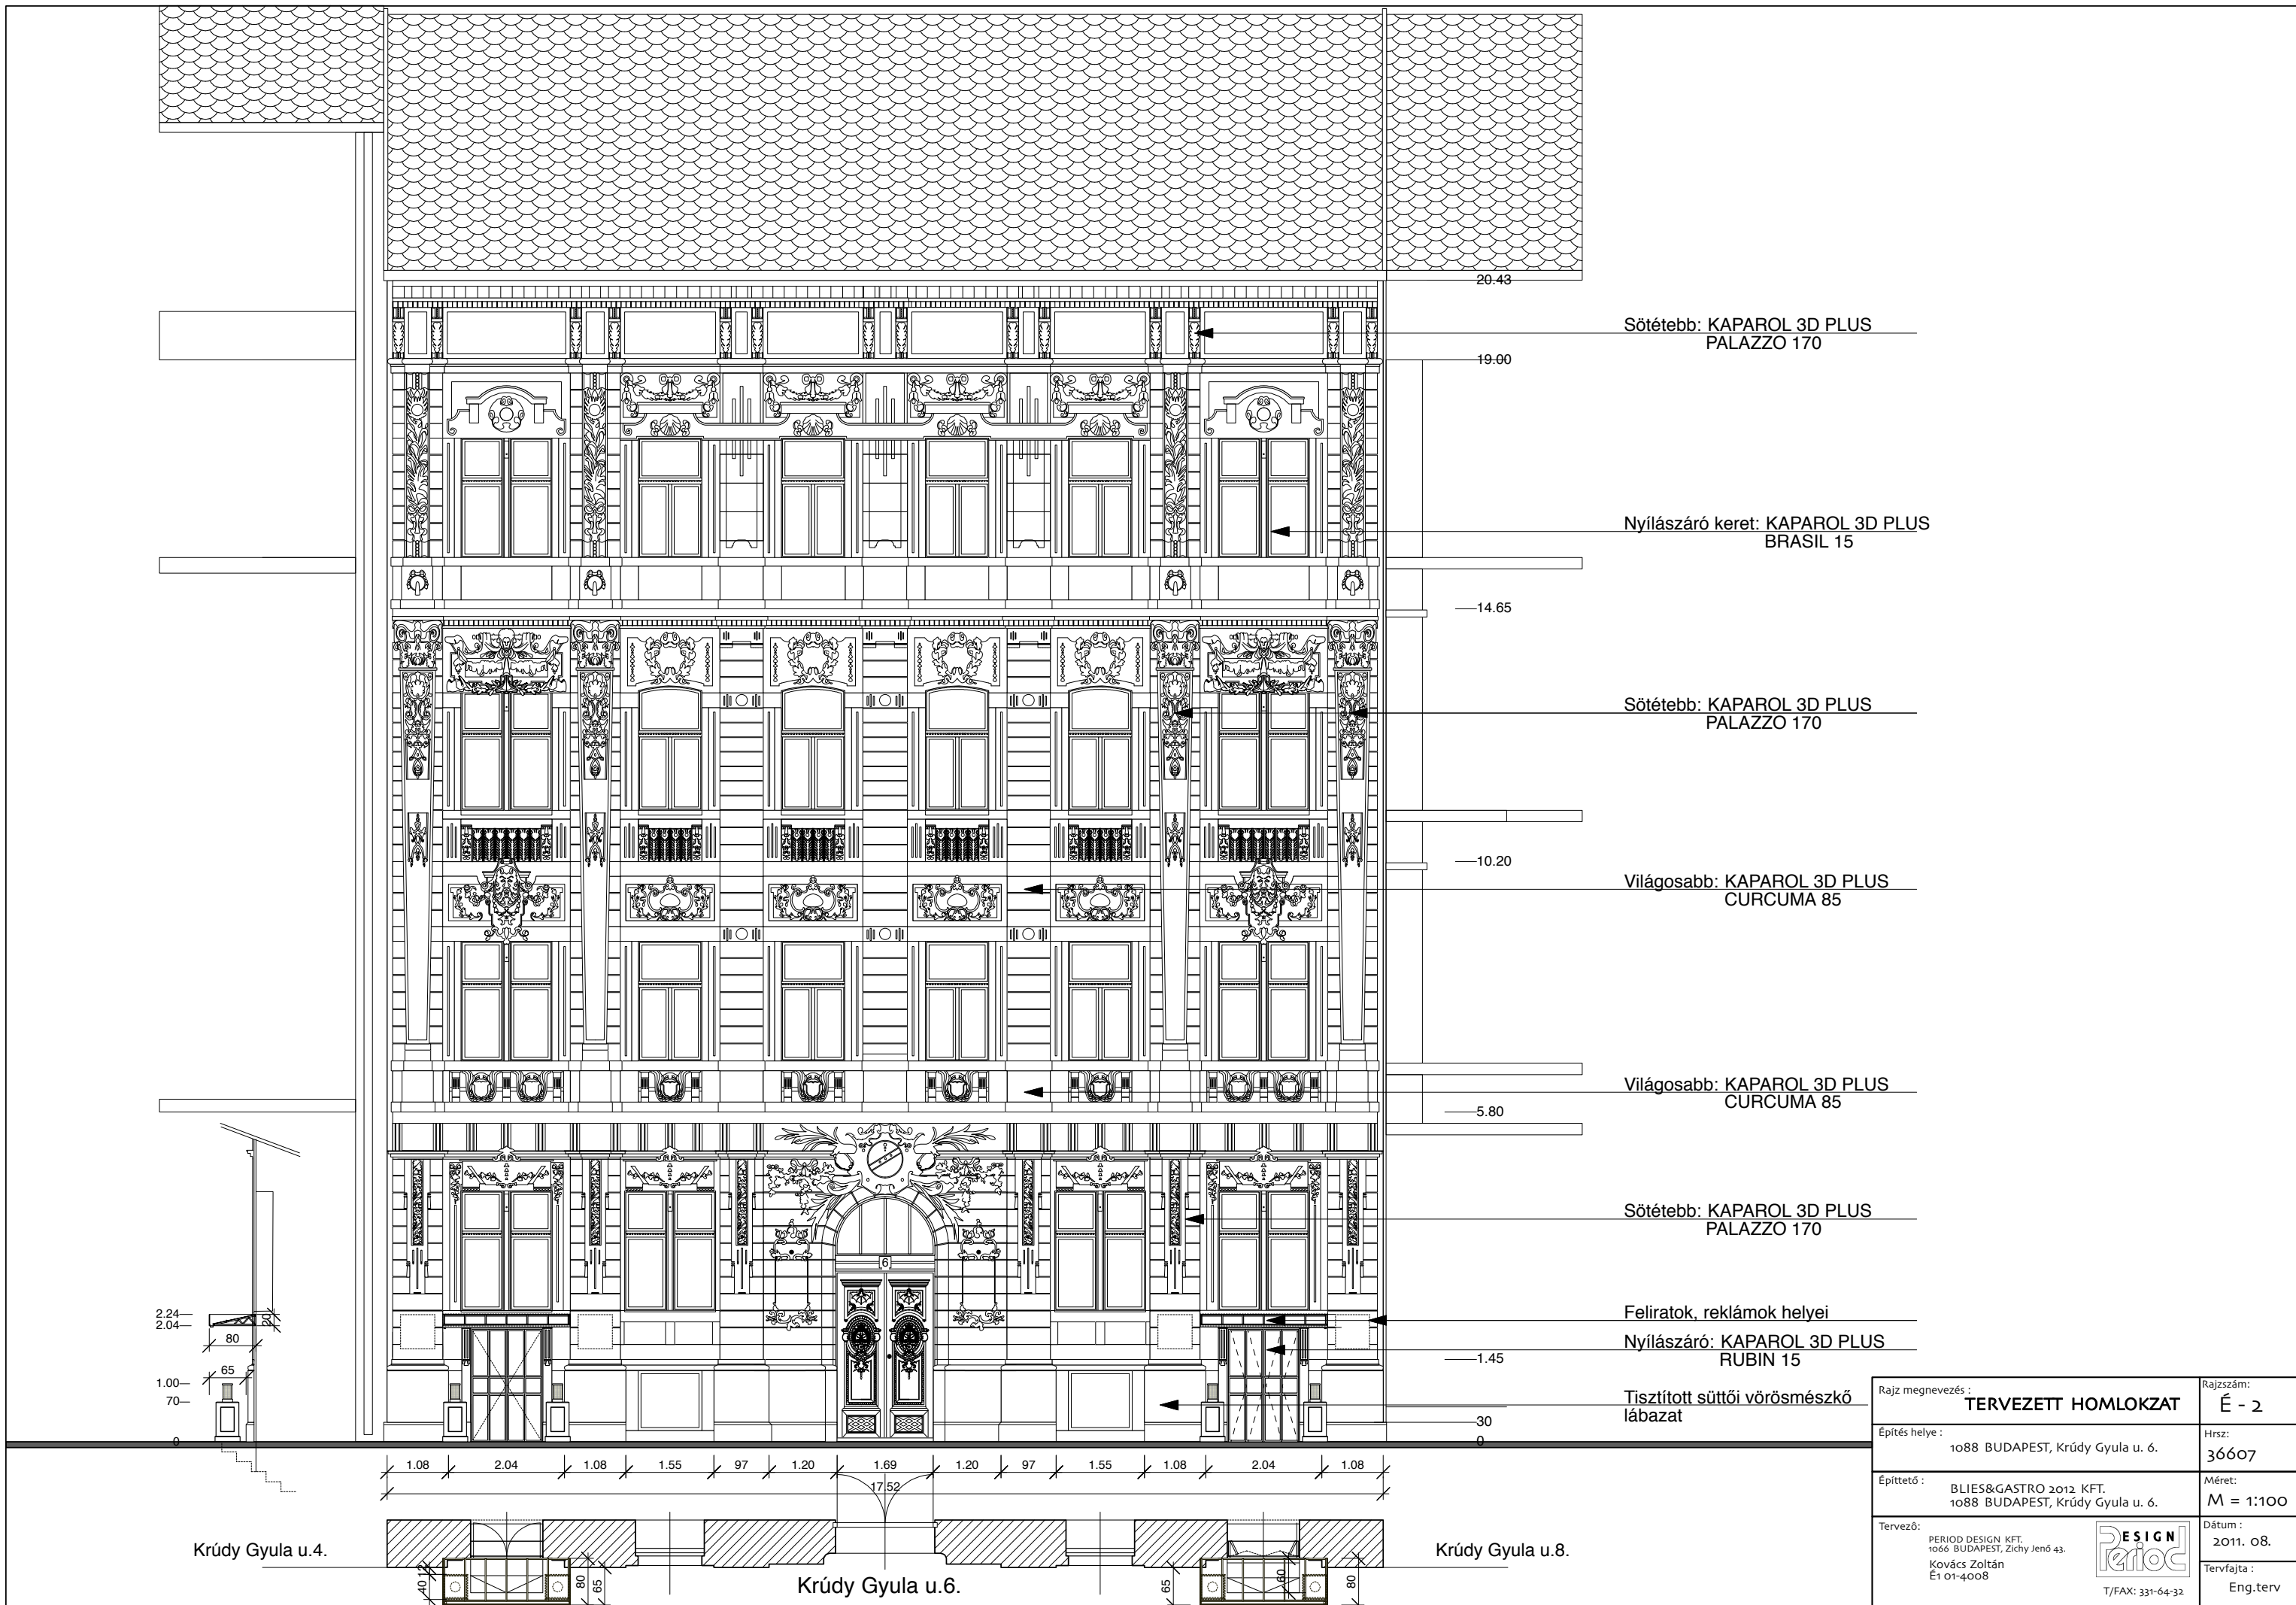 20.43
Sötétebb: KAPAROL 3D PLUS
PALAZZO 170
19.00
Nyílászáró keret: KAPAROL 3D PLUS
BRASIL 15
14.65
Sötétebb: KAPAROL 3D PLUS
PALAZZO 170
10.20
Világosabb: KAPAROL 3D PLUS
CURCUMA 85
Világosabb: KAPAROL 3D PLUS
CURCUMA 85
5.80
Sötétebb: KAPAROL 3D PLUS
PALAZZO 170
6
Feliratok, reklámok helyei
Nyílászáró: KAPAROL 3D PLUS
RUBIN 15
1.45
Tisztított süttői vörösmészkő
lábazat
30
0
2.24
2.04
20
80
65
1.00
70
0
1.08 2.04 1.08 1.55 97 1.20 1.69 1.20 97 1.55 1.08 2.04 1.08
17.52
Krúdy Gyula u.4.
40 12
80 65
Krúdy Gyula u.6.
65
60
80
Krúdy Gyula u.8.
Rajz megnevezés :
TERVEZETT HOMLOKZAT
Rajzszám:
É - 2
Építés helye :
1088 BUDAPEST, Krúdy Gyula u. 6.
Hrsz:
36607
Építtető :
BLIES&GASTRO 2012 KFT.
1088 BUDAPEST, Krúdy Gyula u. 6.
Méret:
M = 1:100
Tervezô:
PERIOD DESIGN KFT.
1066 BUDAPEST, Zichy Jenő 43.
Kovács Zoltán
É1 01-4008
DESIGN
Period
T/FAX: 331-64-32
Dátum :
2011. 08.
Tervfajta :
Eng.terv